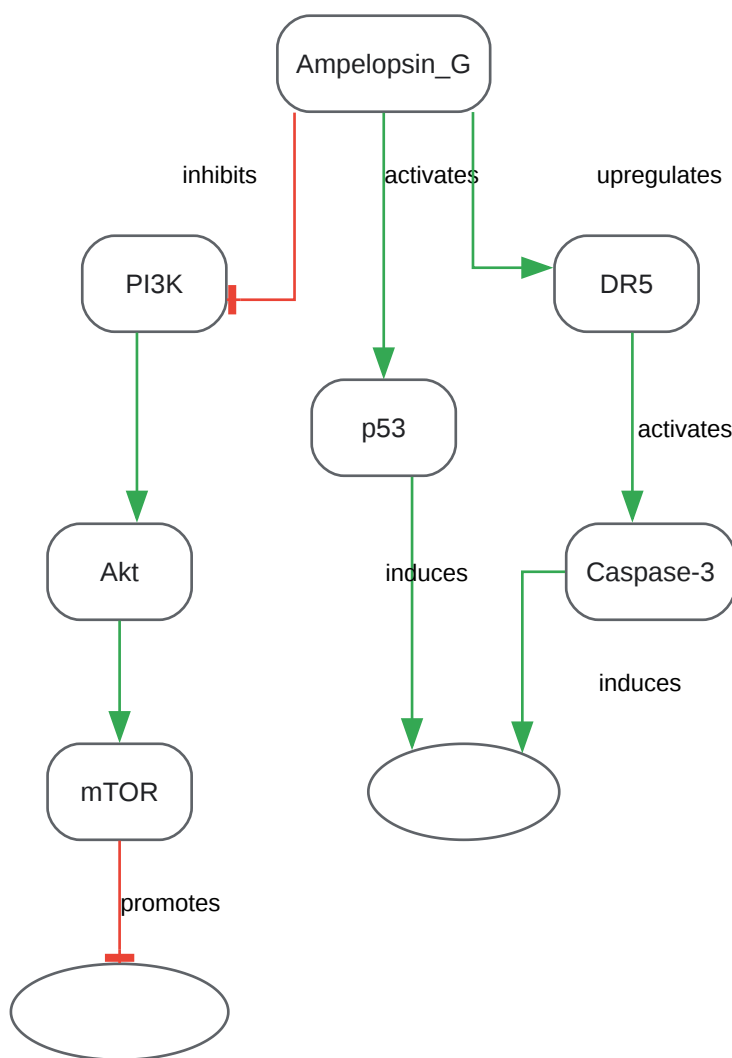 Ampelopsin_G
inhibits
activates
upregulates
PI3K
DR5
p53
activates
Akt
induces
Caspase-3
induces
mTOR
promotes